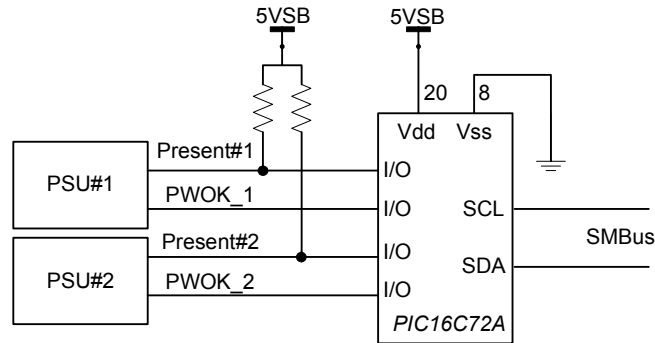 5VSB
5VSB
20
8
Vdd
Vss
PSU#1
Present#1
I/O
PWOK_1
I/O
SCL
SMBus
PSU#2
Present#2
I/O
SDA
PWOK_2
I/O
PIC16C72A